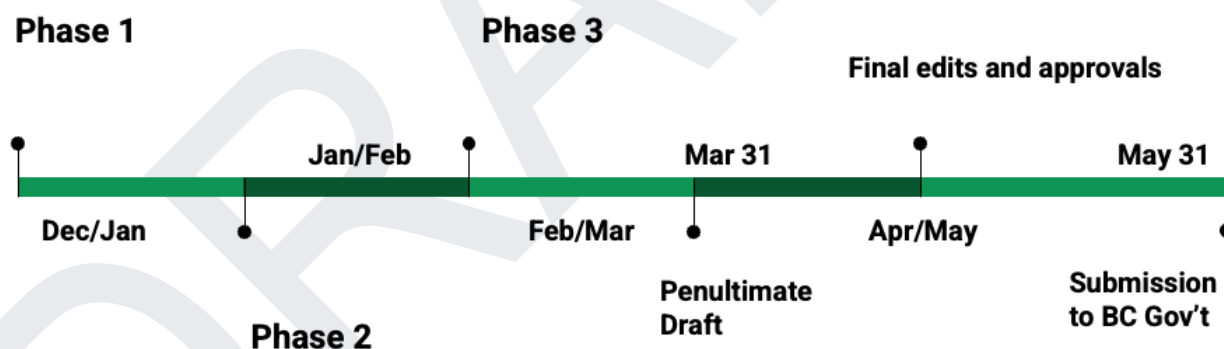 Phase 1
Phase 3
Final edits and approvals
Jan/Feb
Mar 31
May 31
Dec/Jan
Feb/Mar
Apr/May
Penultimate
Draft
Submission
to BC Gov't
Phase 2